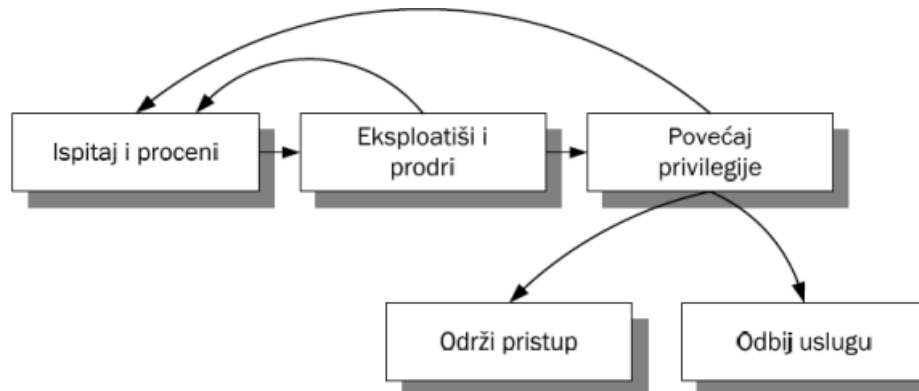 Ispitaj i proceni
Eksploatiši i
prodri
Povećaj
privilegije
Održi pristup
Odbij uslugu